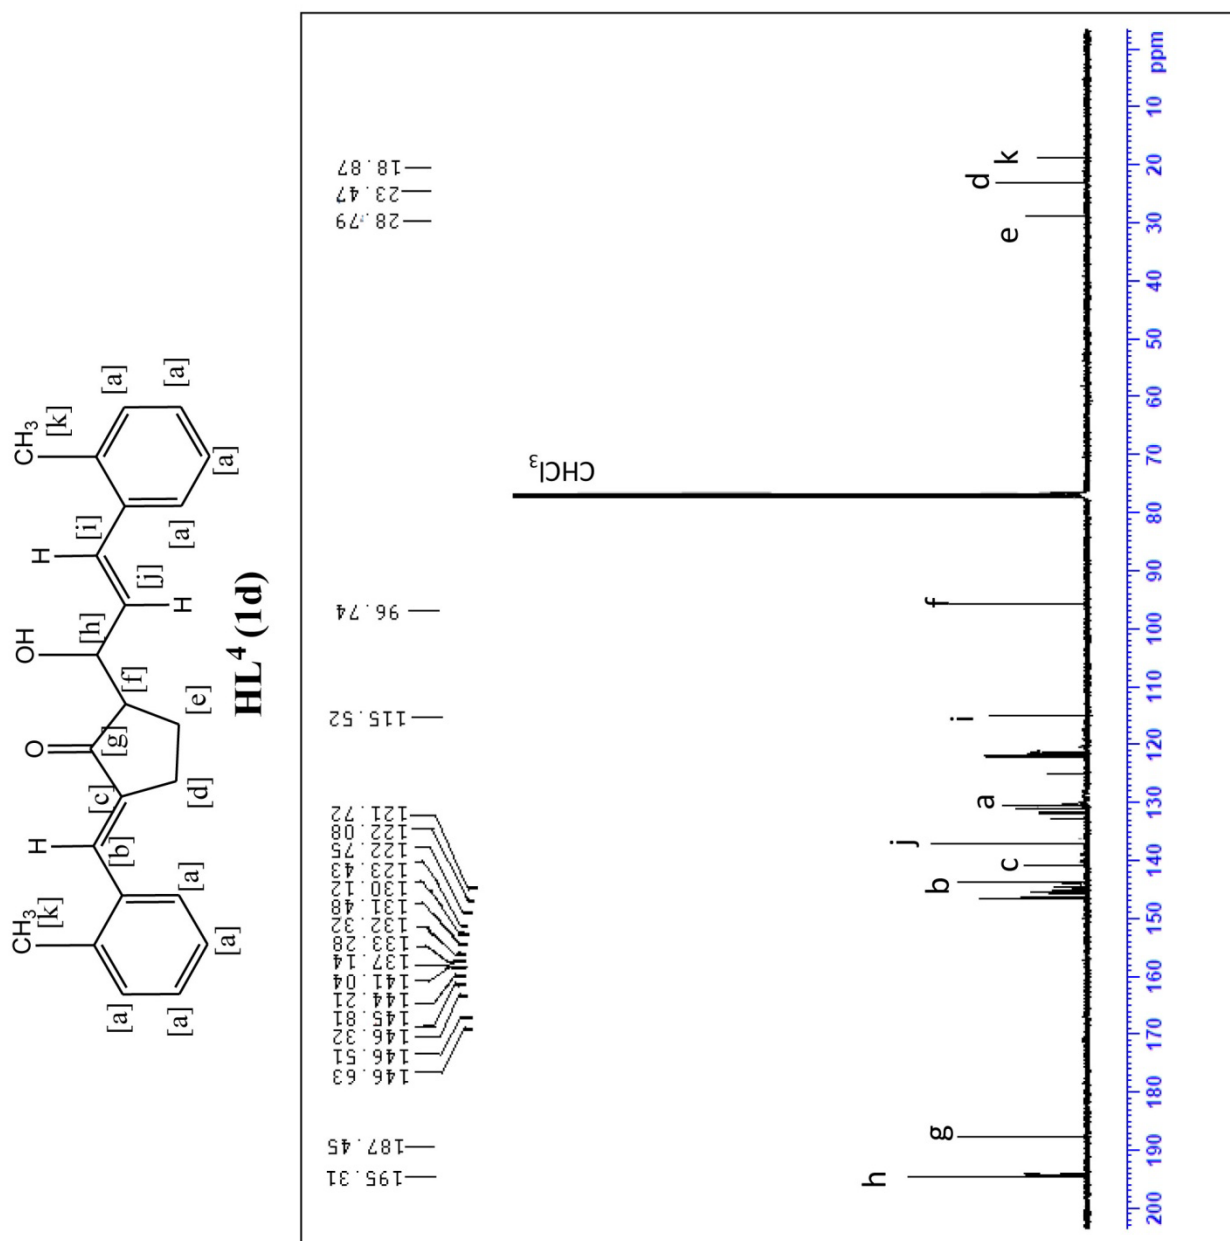 CH₃
[k]
[a]
[a]
[a]
[a]
[b]
H
[c]
[d]
O
[g]
[e]
[f]
OH
[h]
[j]
H
H
[i]
CH₃
[k]
[a]
[a]
[a]
[a]
HL⁴ (1d)
195.31
187.45
146.63
146.51
146.32
145.81
144.21
141.04
137.14
133.28
132.32
131.48
130.12
123.43
122.75
122.08
121.72
115.52
96.74
28.79
23.47
18.87
CHCl₃
h
g
b
c
j
a
i
f
e
d
k
200
190
180
170
160
150
140
130
120
110
100
90
80
70
60
50
40
30
20
10
ppm